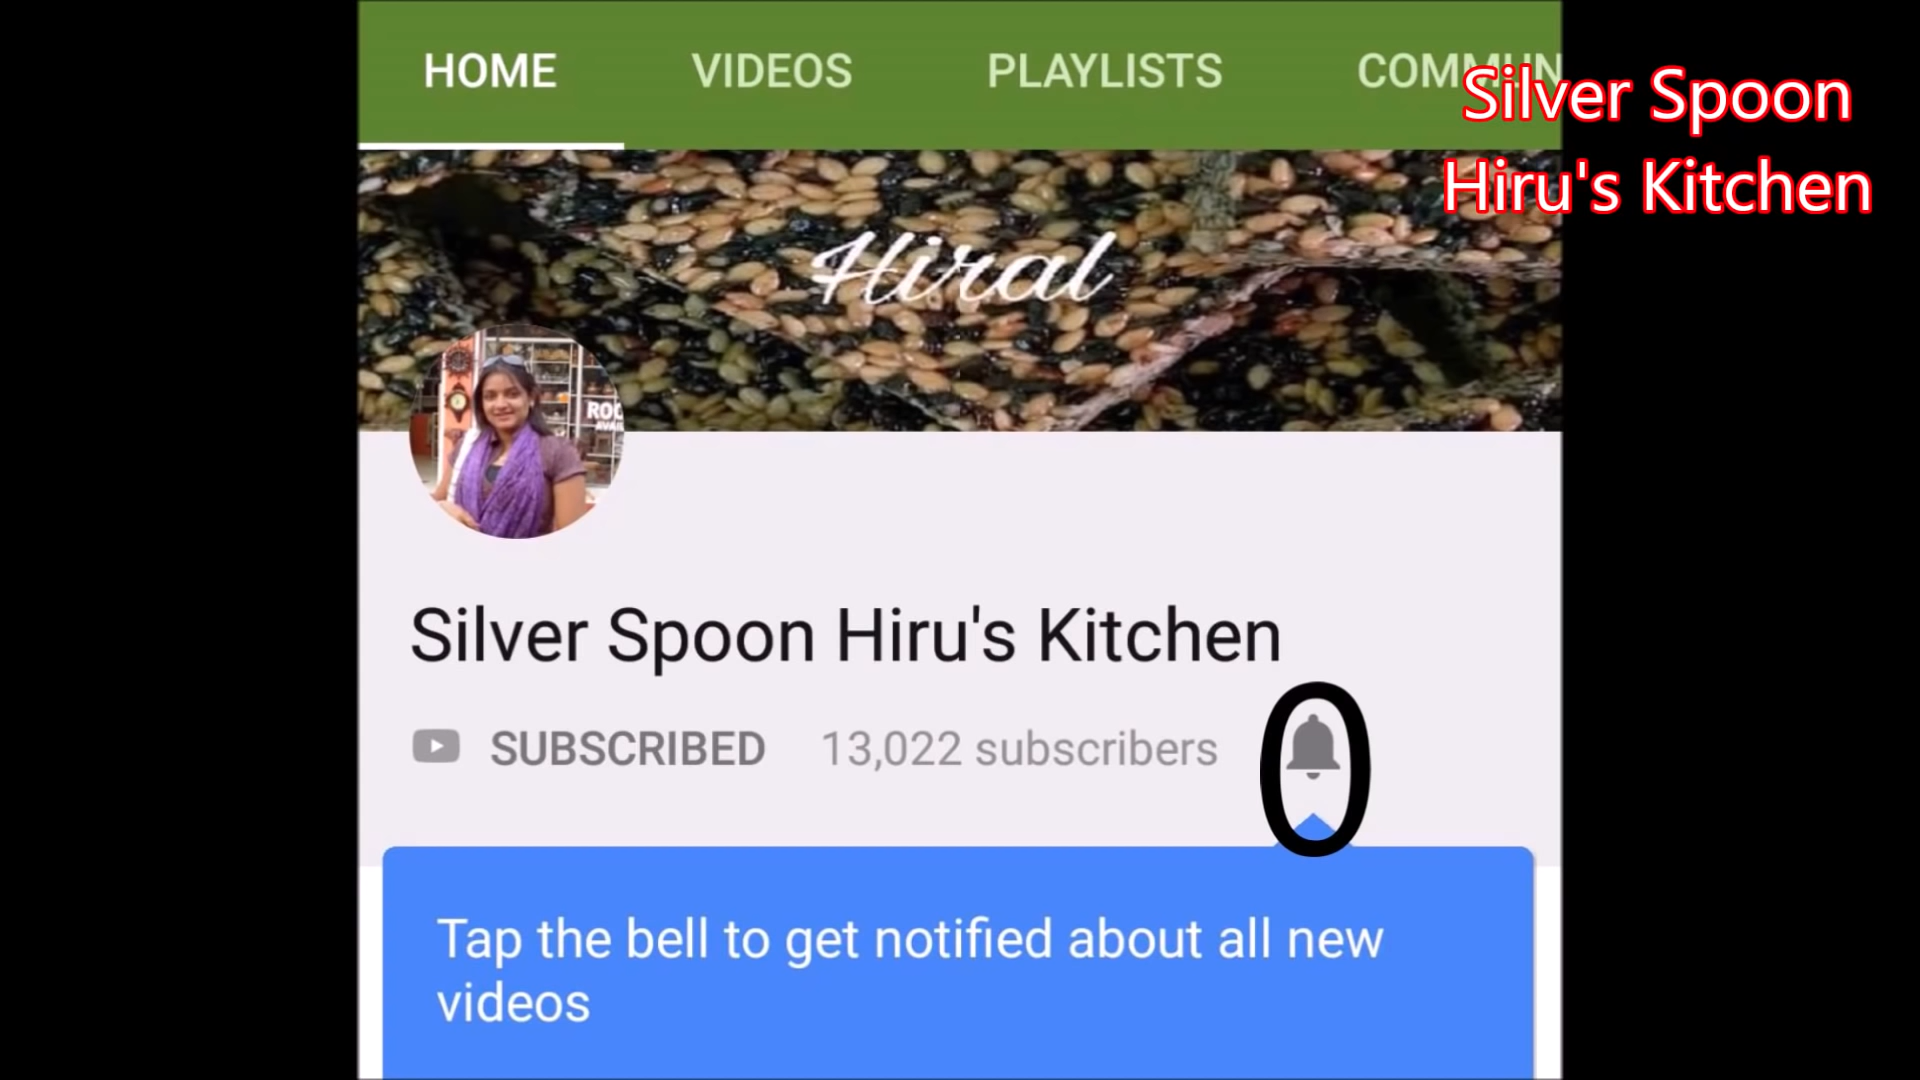 HOME VIDEOS PLAYLISTS COMMUN
Silver Spoon
Hiru's Kitchen
Hiral
Silver Spoon Hiru's Kitchen
SUBSCRIBED 13,022 subscribers
Tap the bell to get notified about all new
videos